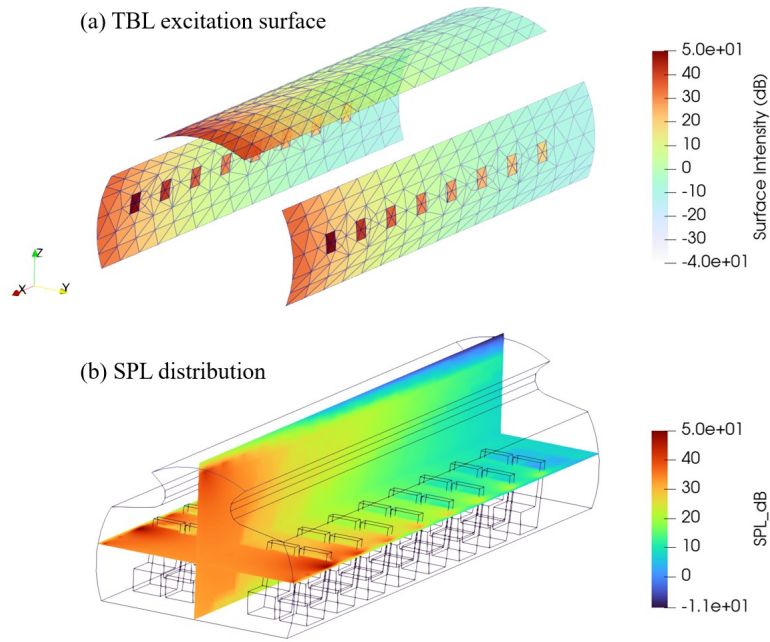 (a) TBL excitation surface
5.0e+01
40
30
20
10
0
-10
-20
-30
-4.0e+01
Surface Intensity (dB)
Z
X
Y
(b) SPL distribution
5.0e+01
40
30
20
10
0
-1.1e+01
SPL_dB